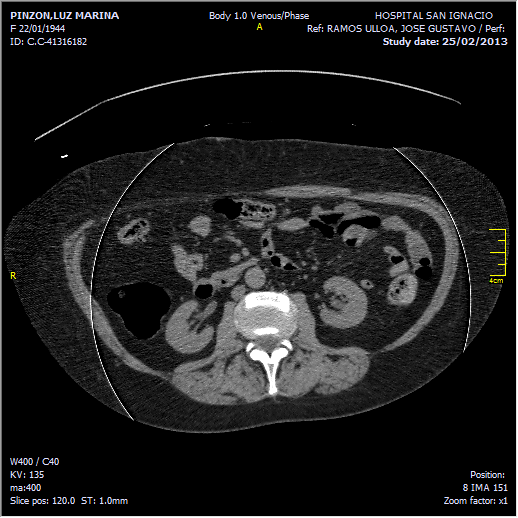 PINZON,LUZ MARINA
F 22/01/1944
ID: C.C-41316182
Body 1.0 Venous/Phase
A
HOSPITAL SAN IGNACIO
Ref: RAMOS ULLOA, JOSE GUSTAVO / Perf:
Study date: 25/02/2013
R
4cm
W400 / C40
KV: 135
ma:400
Slice pos: 120.0 ST: 1.0mm
Position:
8 IMA 151
Zoom factor: x1